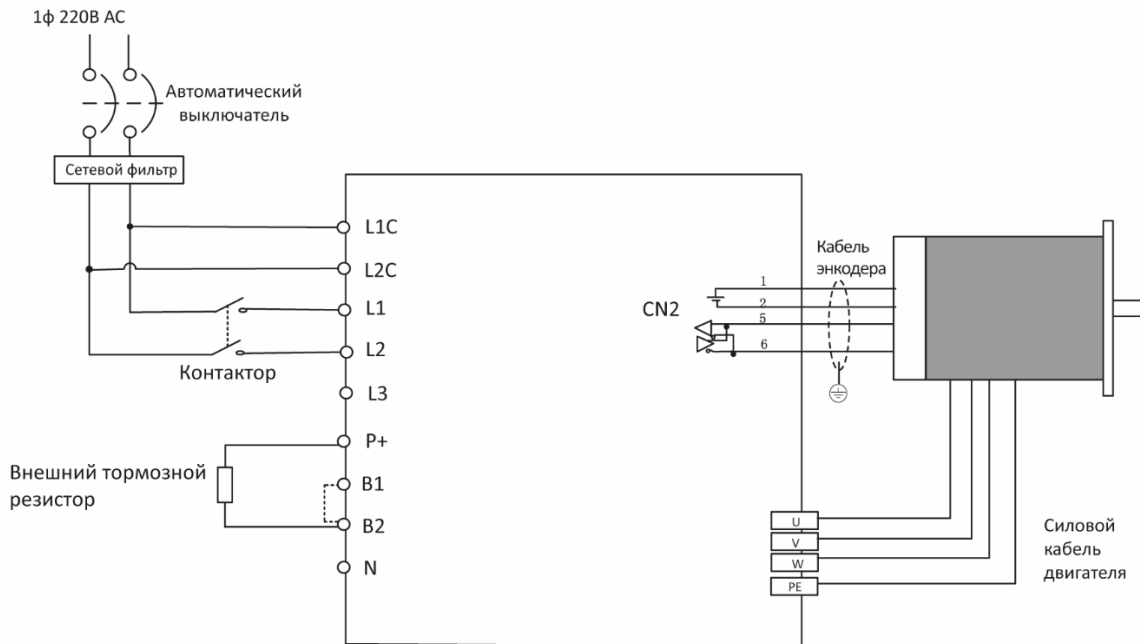 1ф 220В AC
Автоматический
выключатель
Сетевой фильтр
L1C
L2C
L1
L2
Контактор
L3
P+
Внешний тормозной
резистор
B1
B2
N
CN2
1
2
5
6
Кабель
энкодера
U
V
W
PE
Силовой
кабель
двигателя